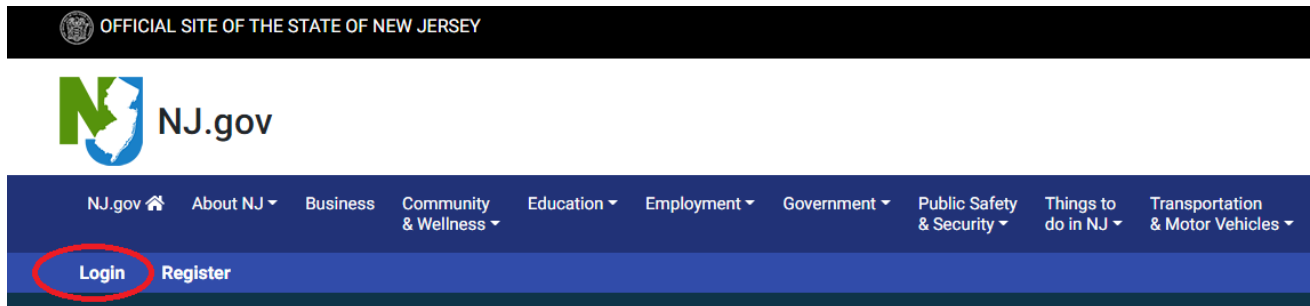 OFFICIAL SITE OF THE STATE OF NEW JERSEY
NJ NJ.gov
NJ.gov About NJ Business Community & Wellness Education Employment Government Public Safety & Security Things to do in NJ Transportation & Motor Vehicles
Login Register